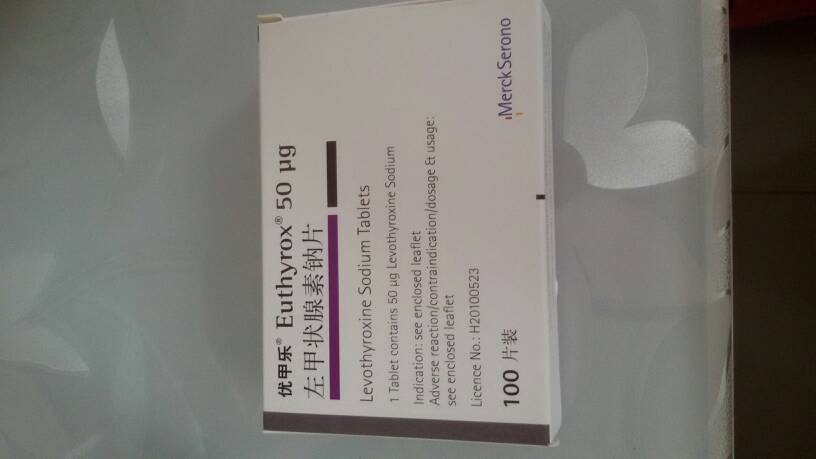 优甲乐® Euthyrox® 50 µg
左甲状腺素钠片
Levothyroxine Sodium Tablets
1 Tablet contains 50 µg Levothyroxine Sodium
Indication: see enclosed leaflet
Adverse reaction/contraindication/dosage & usage:
see enclosed leaflet
Licence No.: H20100523
100 片装
MerckSerono